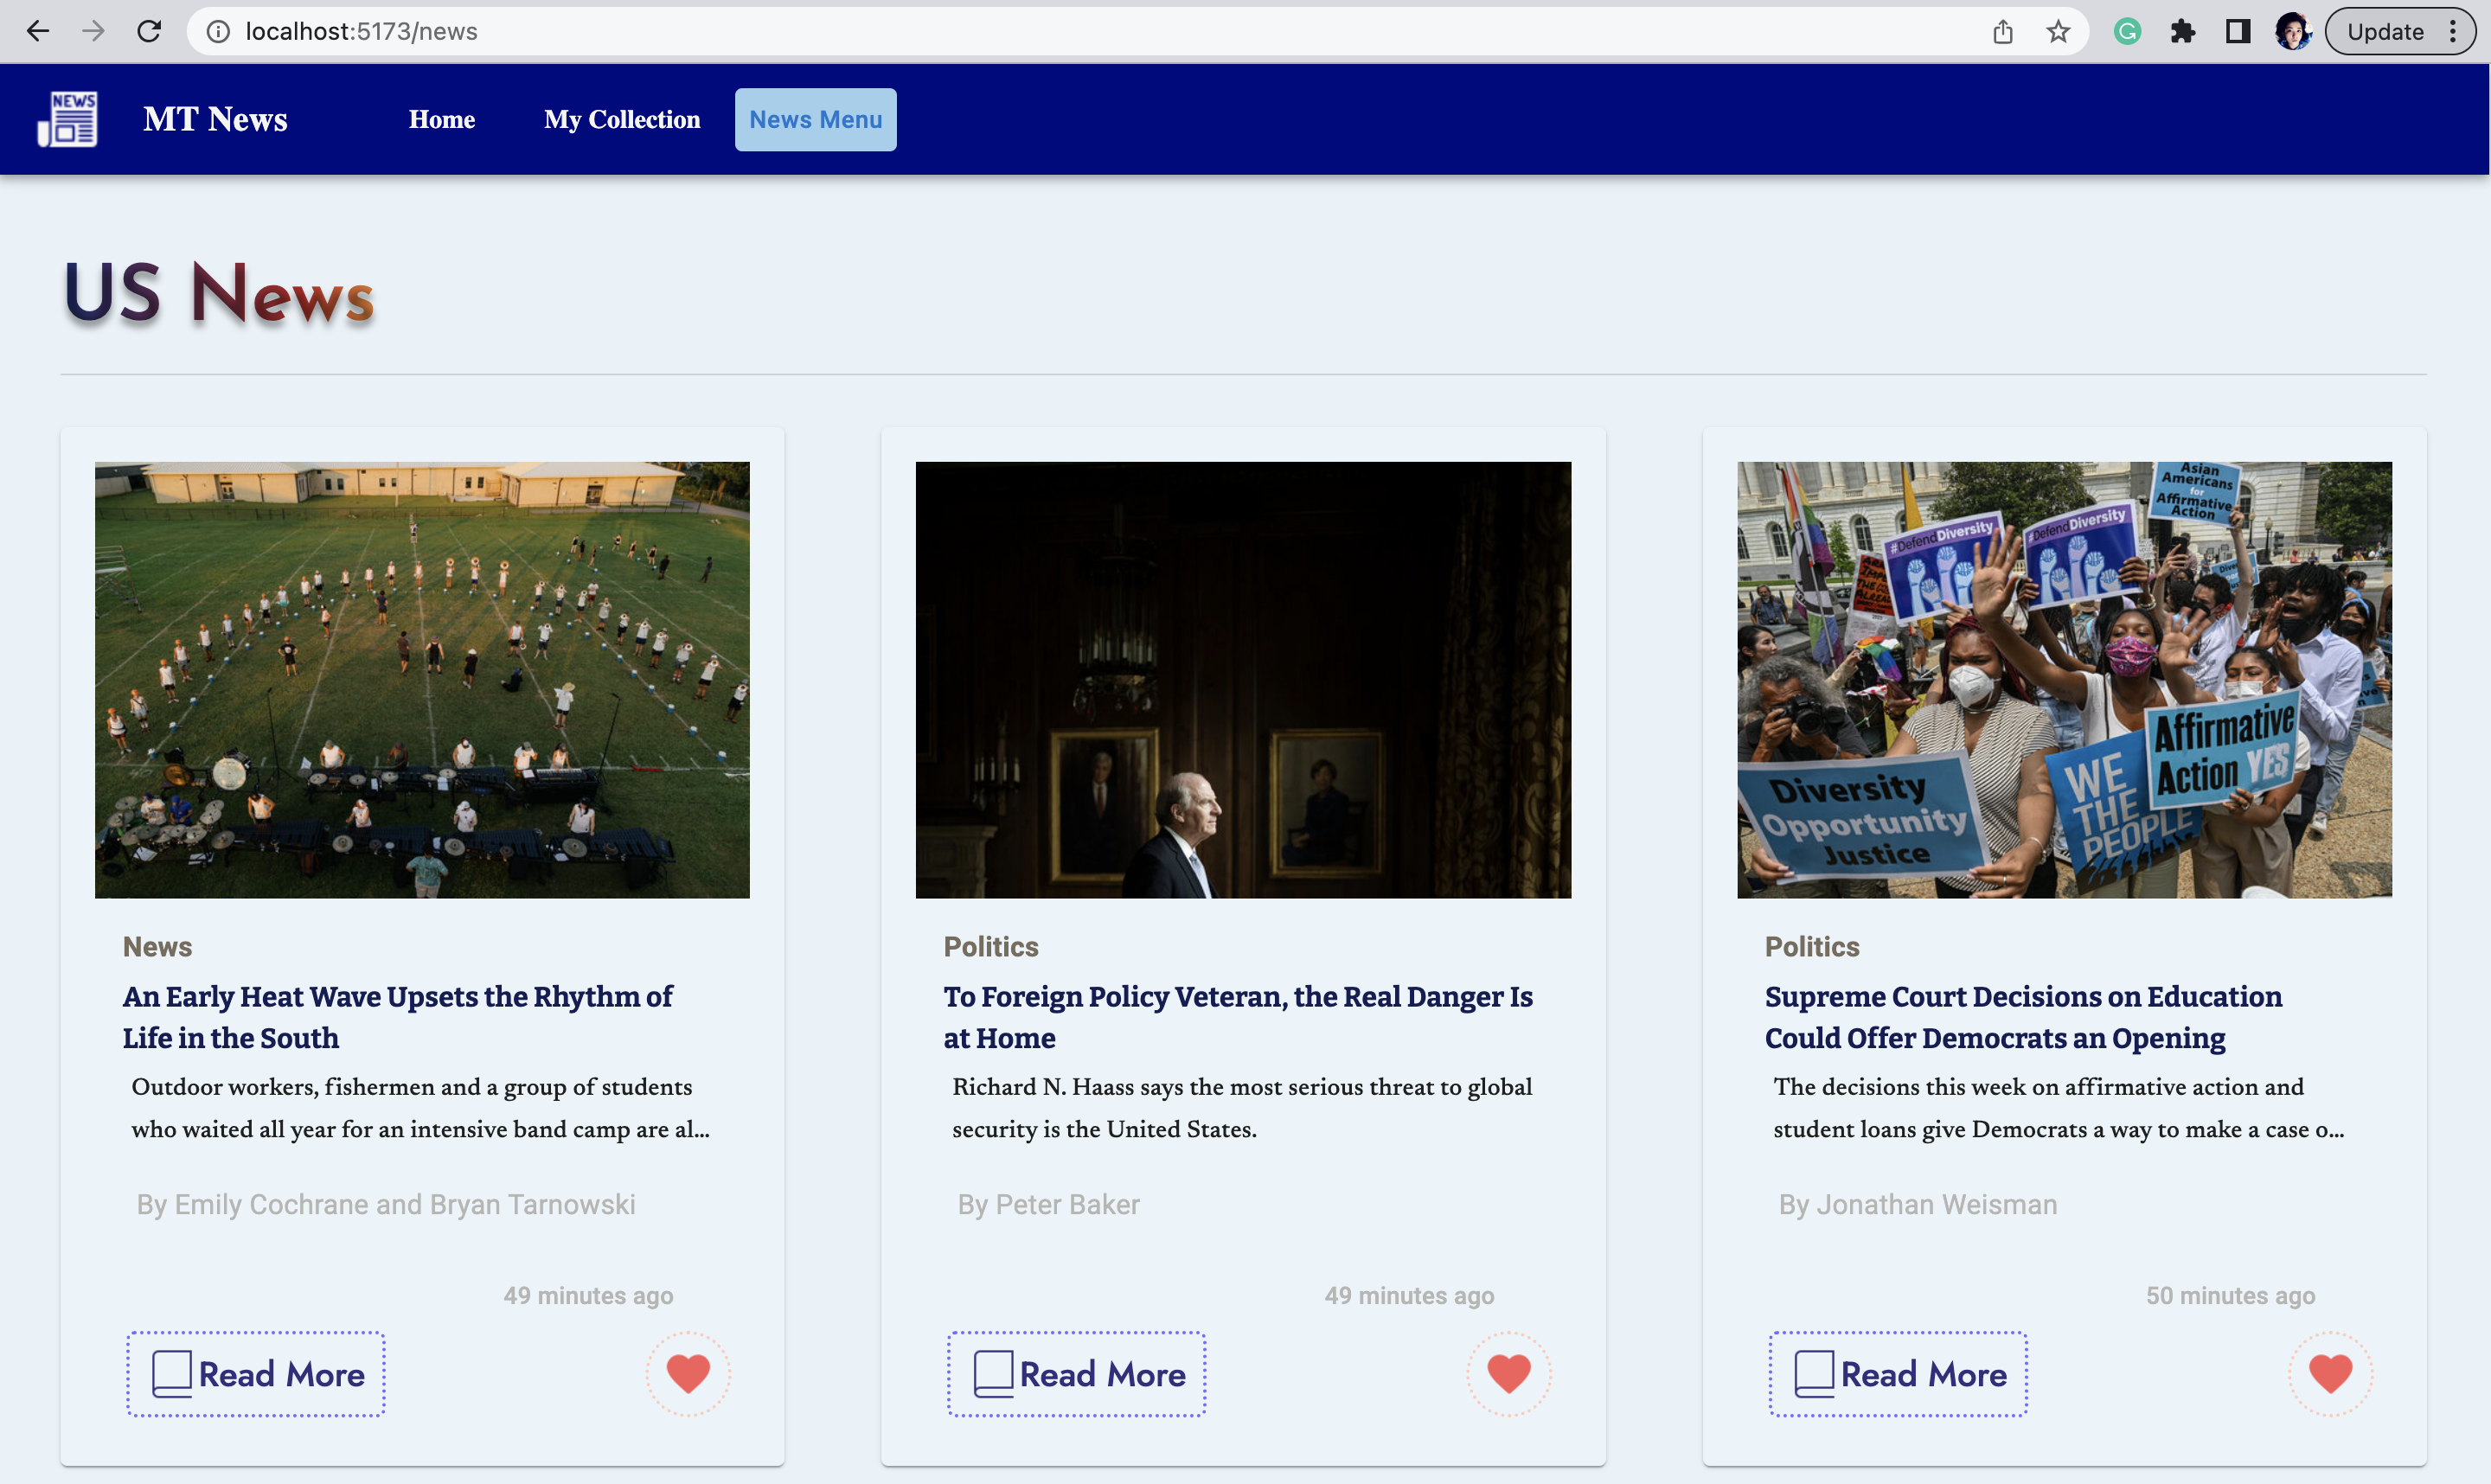 localhost:5173/news
Update
NEWS
MT News
Home
My Collection
News Menu
US News
Asian
Americans
for
Affirmative
Action
#DefendDiversity
#DefendDiversity
Affirmative
Action YES
WE
THE
PEOPLE
Diversity
Opportunity
Justice
News
An Early Heat Wave Upsets the Rhythm of
Life in the South
Outdoor workers, fishermen and a group of students
who waited all year for an intensive band camp are al...
By Emily Cochrane and Bryan Tarnowski
49 minutes ago
Read More
Politics
To Foreign Policy Veteran, the Real Danger Is
at Home
Richard N. Haass says the most serious threat to global
security is the United States.
By Peter Baker
49 minutes ago
Read More
Politics
Supreme Court Decisions on Education
Could Offer Democrats an Opening
The decisions this week on affirmative action and
student loans give Democrats a way to make a case o...
By Jonathan Weisman
50 minutes ago
Read More